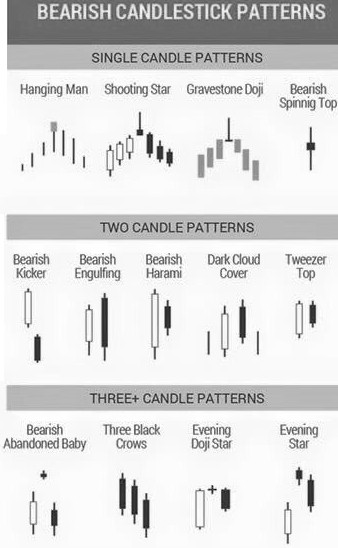 BEARISH CANDLESTICK PATTERNS
SINGLE CANDLE PATTERNS
Hanging Man Shooting Star Gravestone Doji Bearish
Spinnig Top
TWO CANDLE PATTERNS
Bearish Bearish Bearish Dark Cloud Tweezer
Kicker Engulfing Harami Cover Top
THREE+ CANDLE PATTERNS
Bearish Three Black Evening Evening
Abandoned Baby Crows Doji Star Star